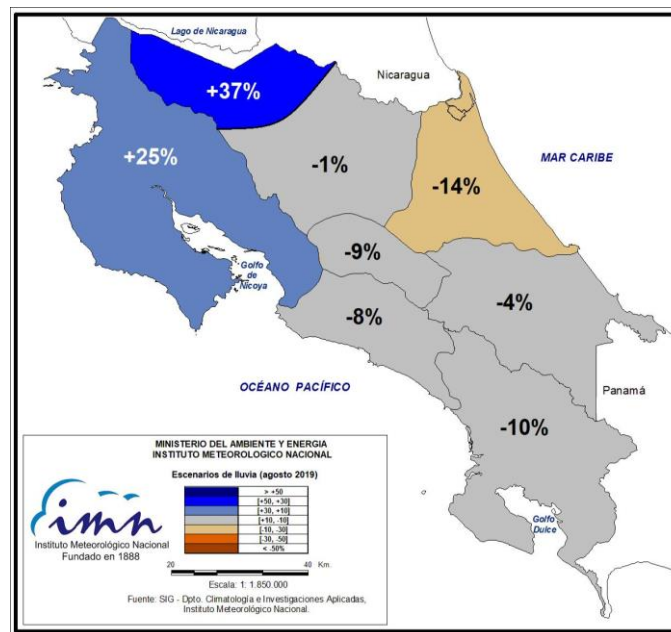 Lago de Nicaragua
Nicaragua
+37%
+25%
-1%
MAR CARIBE
-14%
-9%
Golfo
de
Nicoya
-4%
-8%
OCÉANO PACÍFICO
Panamá
-10%
Golfo
Dulce
MINISTERIO DEL AMBIENTE Y ENERGIA
INSTITUTO METEOROLOGICO NACIONAL
Escenarios de lluvia (agosto 2019)
> +50
[+50, +30]
[+30, +10]
[+10, -10]
[-10, -30]
[-30, -50]
< -50%
imn
Instituto Meteorológico Nacional
Fundado en 1888
20 40 Km.
Escala: 1: 1.850.000
Fuente: SIG - Dpto. Climatología e Investigaciones Aplicadas,
Instituto Meteorológico Nacional.